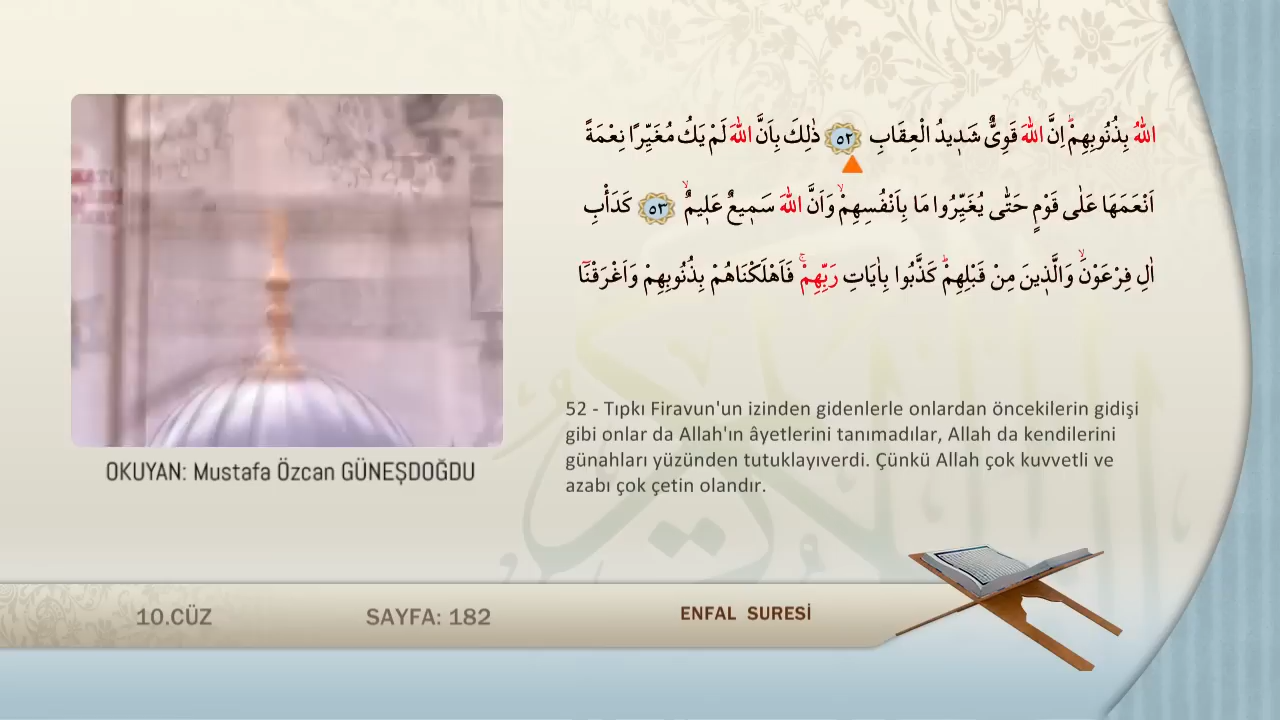 اللّٰهُ بِذُنُوبِهِمْۜ اِنَّ اللّٰهَ قَوِىٌّ شَدٖيدُ الْعِقَابِ ﴿٥٢﴾ ذٰلِكَ بِاَنَّ اللّٰهَ لَمْ يَكُ مُغَيِّرًا نِعْمَةً
اَنْعَمَهَا عَلٰى قَوْمٍ حَتّٰى يُغَيِّرُوا مَا بِاَنْفُسِهِمْۙ وَاَنَّ اللّٰهَ سَمٖيعٌ عَلٖيمٌۙ ﴿٥٣﴾ كَدَأْبِ
اٰلِ فِرْعَوْنَۙ وَالَّذٖينَ مِنْ قَبْلِهِمْۜ كَذَّبُوا بِاٰيَاتِ رَبِّهِمْۚ فَاَهْلَكْنَاهُمْ بِذُنُوبِهِمْ وَاَغْرَقْنَٓا
52 - Tıpkı Firavun'un izinden gidenlerle onlardan öncekilerin gidişi
gibi onlar da Allah'ın âyetlerini tanımadılar, Allah da kendilerini
günahları yüzünden tutuklayıverdi. Çünkü Allah çok kuvvetli ve
azabı çok çetin olandır.
OKUYAN: Mustafa Özcan GÜNEŞDOĞDU
10.CÜZ
SAYFA: 182
ENFAL SURESİ